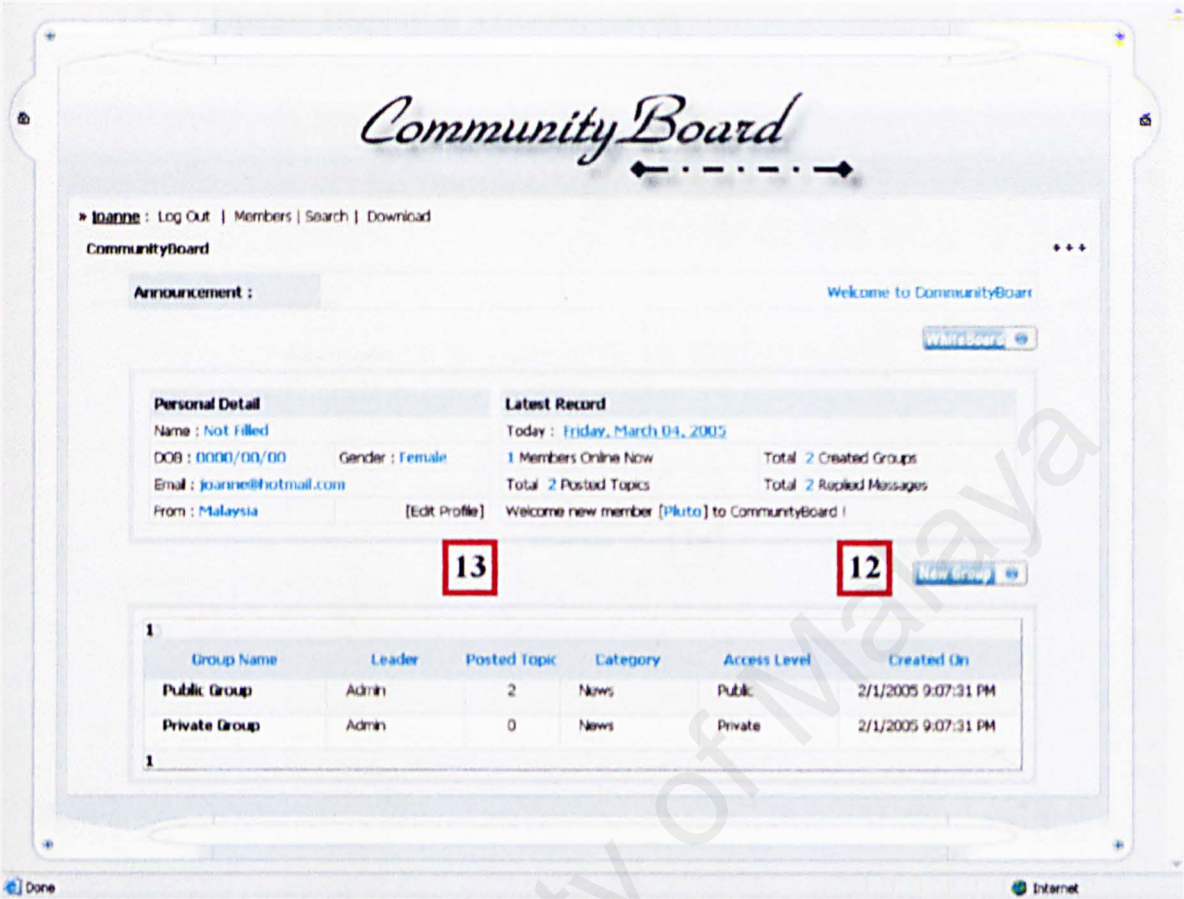 CommunityBoard
» Joanne : Log Out | Members | Search | Download
CommunityBoard
Announcement : Welcome to CommunityBoar
WhiteBoard
Personal Detail Latest Record
Name : Not Filled Today : Friday, March 04, 2005
DOB : 0000/00/00 Gender : Female 1 Members Online Now Total 2 Created Groups
Email : joanne@hotmail.com Total 2 Posted Topics Total 2 Replied Messages
From : Malaysia [Edit Profile] Welcome new member [Pluto] to CommunityBoard !
13 12 New Group
1
Group Name Leader Posted Topic Category Access Level Created On
Public Group Admin 2 News Public 2/1/2005 9:07:31 PM
Private Group Admin 0 News Private 2/1/2005 9:07:31 PM
1
Done Internet
ty of Malaya